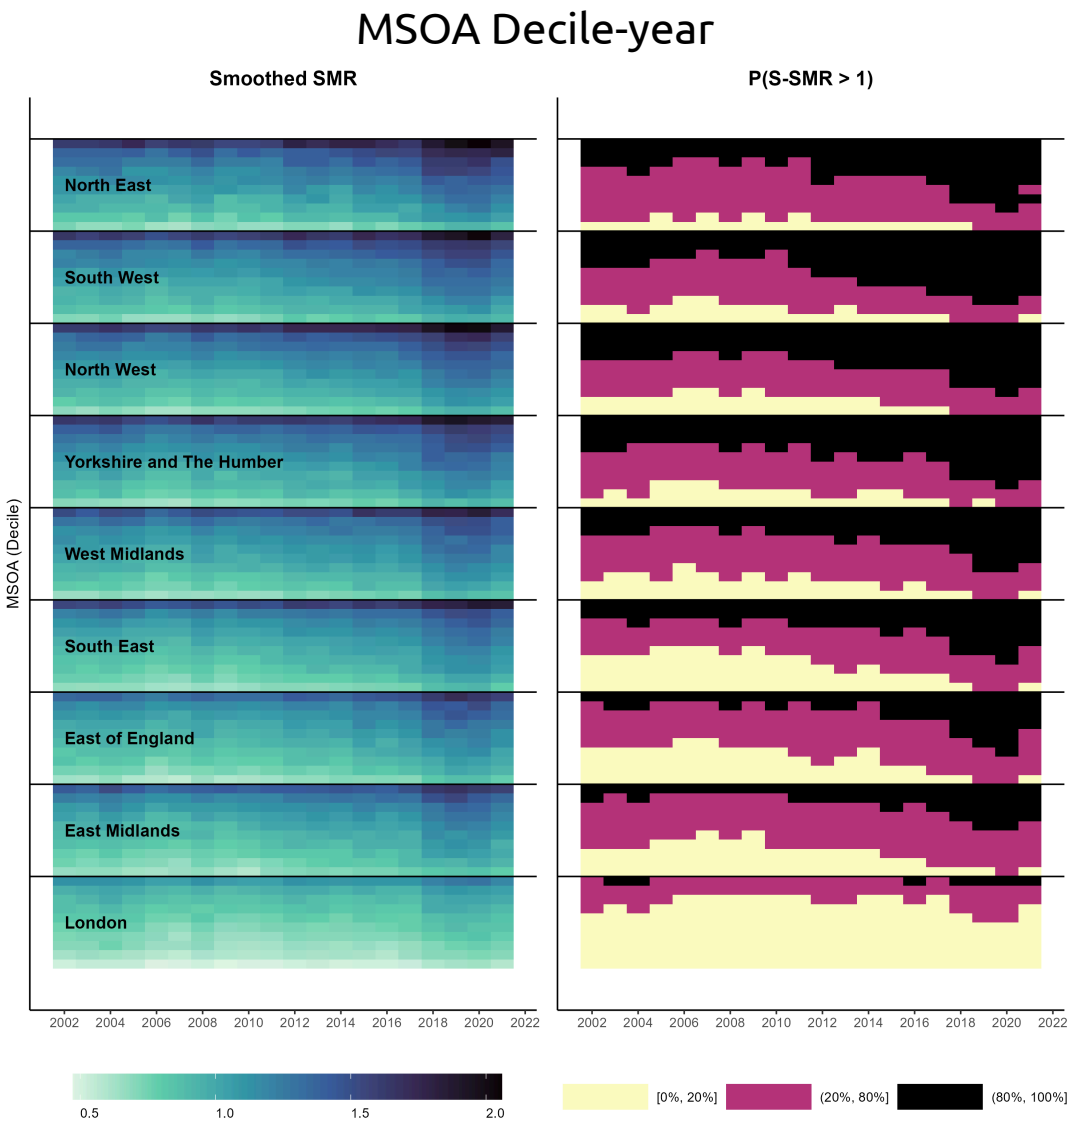 MSOA Decile-year
Smoothed SMR
P(S-SMR > 1)
MSOA (Decile)
North East
South West
North West
Yorkshire and The Humber
West Midlands
South East
East of England
East Midlands
London
2002 2004 2006 2008 2010 2012 2014 2016 2018 2020 2022
2002 2004 2006 2008 2010 2012 2014 2016 2018 2020 2022
0.5 1.0 1.5 2.0
[0%, 20%] (20%, 80%] (80%, 100%]